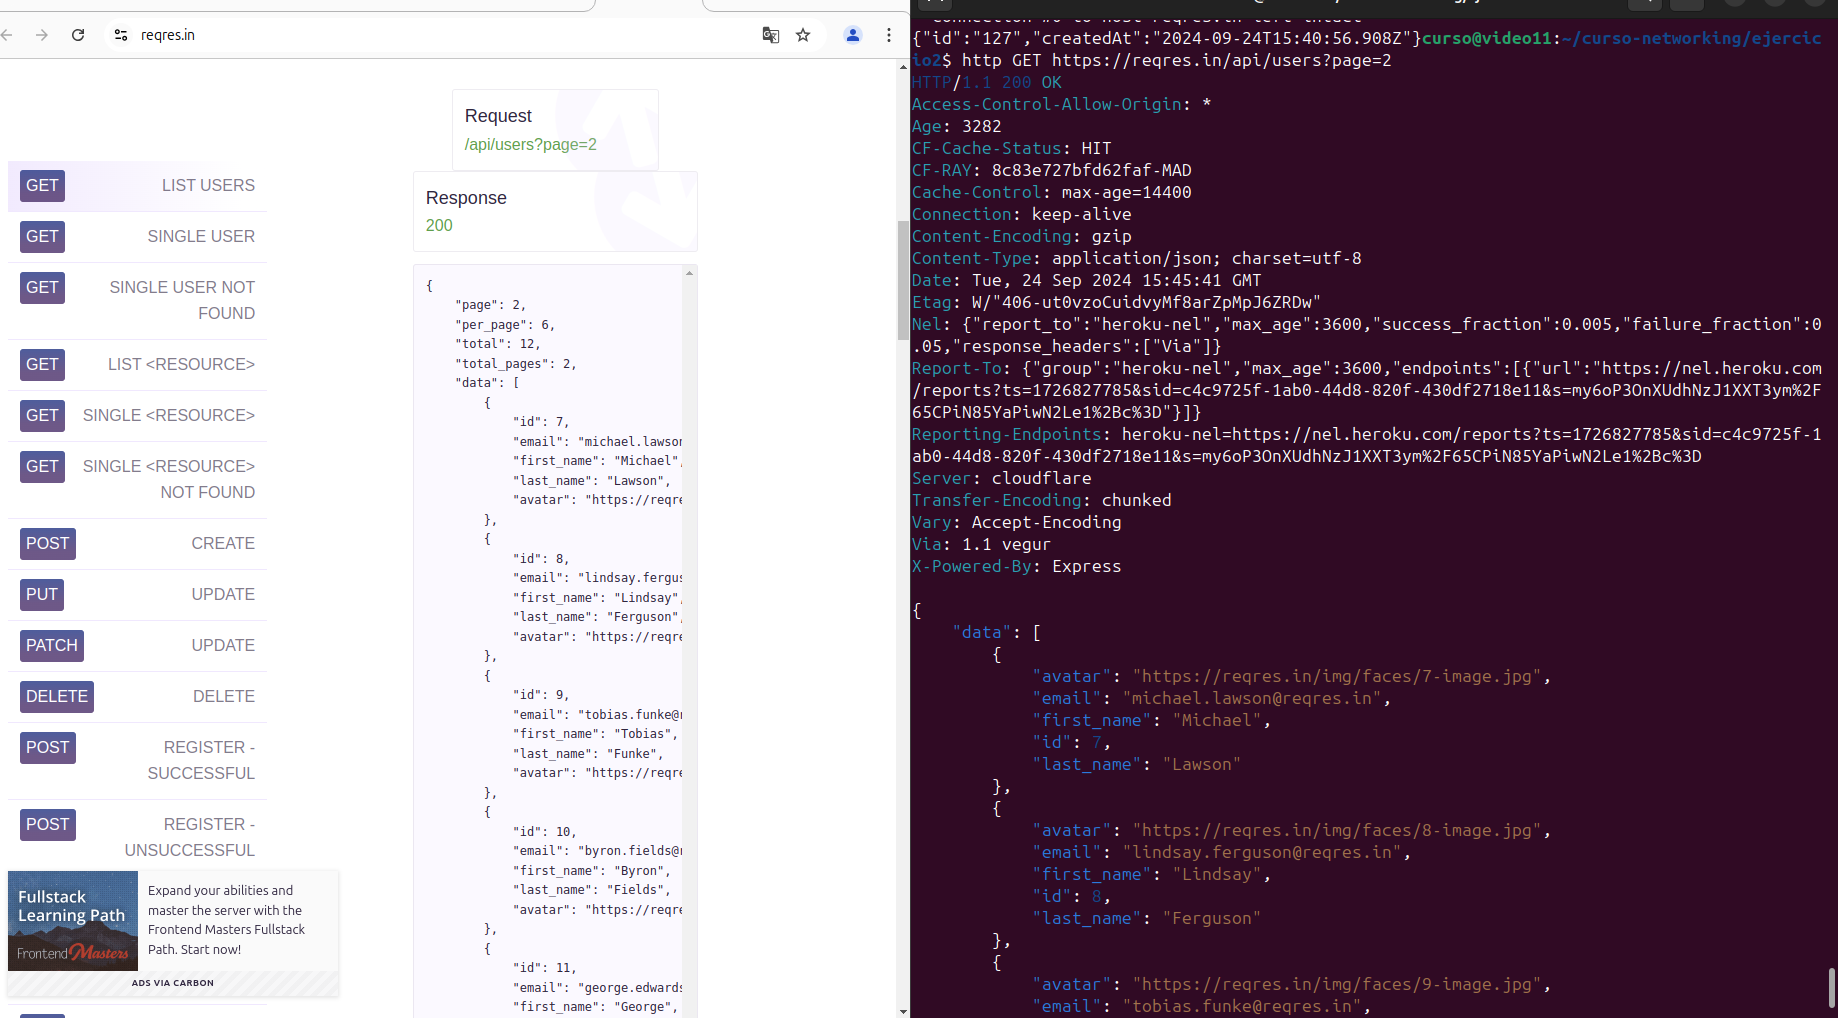 reqres.in
GET LIST USERS
GET SINGLE USER
GET SINGLE USER NOT
FOUND
GET LIST <RESOURCE>
GET SINGLE <RESOURCE>
GET SINGLE <RESOURCE>
NOT FOUND
POST CREATE
PUT UPDATE
PATCH UPDATE
DELETE DELETE
POST REGISTER -
SUCCESSFUL
POST REGISTER -
UNSUCCESSFUL
Fullstack
Learning Path
Frontend Masters
Expand your abilities and
master the server with the
Frontend Masters Fullstack
Path. Start now!
ADS VIA CARBON
Request
/api/users?page=2
Response
200
{
"page": 2,
"per_page": 6,
"total": 12,
"total_pages": 2,
"data": [
{
"id": 7,
"email": "michael.lawson
"first_name": "Michael",
"last_name": "Lawson",
"avatar": "https://reqre
},
{
"id": 8,
"email": "lindsay.fergus
"first_name": "Lindsay",
"last_name": "Ferguson",
"avatar": "https://reqre
},
{
"id": 9,
"email": "tobias.funke@r
"first_name": "Tobias",
"last_name": "Funke",
"avatar": "https://reqre
},
{
"id": 10,
"email": "byron.fields@r
"first_name": "Byron",
"last_name": "Fields",
"avatar": "https://reqre
},
{
"id": 11,
"email": "george.edwards
"first_name": "George",
{"id":"127","createdAt":"2024-09-24T15:40:56.908Z"}curso@video11:~/curso-networking/ejercic
io2$ http GET https://reqres.in/api/users?page=2
HTTP/1.1 200 OK
Access-Control-Allow-Origin: *
Age: 3282
CF-Cache-Status: HIT
CF-RAY: 8c83e727bfd62faf-MAD
Cache-Control: max-age=14400
Connection: keep-alive
Content-Encoding: gzip
Content-Type: application/json; charset=utf-8
Date: Tue, 24 Sep 2024 15:45:41 GMT
Etag: W/"406-ut0vzoCuidvyMf8arZpMpJ6ZRDw"
Nel: {"report_to":"heroku-nel","max_age":3600,"success_fraction":0.005,"failure_fraction":0
.05,"response_headers":["Via"]}
Report-To: {"group":"heroku-nel","max_age":3600,"endpoints":[{"url":"https://nel.heroku.com
/reports?ts=1726827785&sid=c4c9725f-1ab0-44d8-820f-430df2718e11&s=my6oP3OnXUdhNzJ1XXT3ym%2F
65CPiN85YaPiwN2Le1%2Bc%3D"}]}
Reporting-Endpoints: heroku-nel=https://nel.heroku.com/reports?ts=1726827785&sid=c4c9725f-1
ab0-44d8-820f-430df2718e11&s=my6oP3OnXUdhNzJ1XXT3ym%2F65CPiN85YaPiwN2Le1%2Bc%3D
Server: cloudflare
Transfer-Encoding: chunked
Vary: Accept-Encoding
Via: 1.1 vegur
X-Powered-By: Express
{
"data": [
{
"avatar": "https://reqres.in/img/faces/7-image.jpg",
"email": "michael.lawson@reqres.in",
"first_name": "Michael",
"id": 7,
"last_name": "Lawson"
},
{
"avatar": "https://reqres.in/img/faces/8-image.jpg",
"email": "lindsay.ferguson@reqres.in",
"first_name": "Lindsay",
"id": 8,
"last_name": "Ferguson"
},
{
"avatar": "https://reqres.in/img/faces/9-image.jpg",
"email": "tobias.funke@reqres.in",